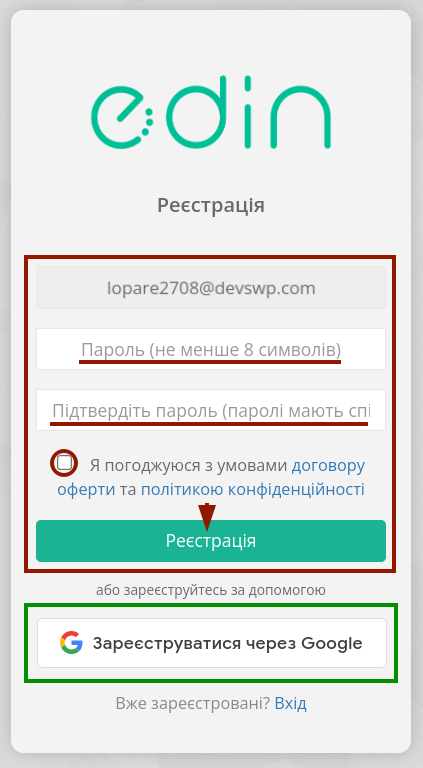 edin
Реєстрація
lopare2708@devswp.com
Пароль (не менше 8 символів)
Підтвердіть пароль (паролі мають спі
Я погоджуюся з умовами договору
оферти та політикою конфіденційності
Реєстрація
або зареєструйтесь за допомогою
Зареєструватися через Google
Вже зареєстровані? Вхід